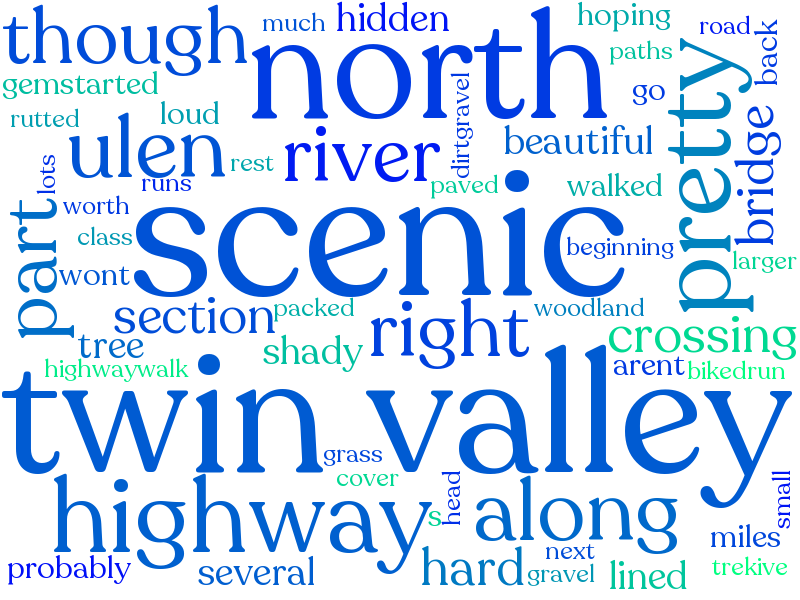 though
much
hidden
hoping
road
back
north
paths
gemstarted
go
pretty
rutted
loud
dirtgravel
ulen
river
beautiful
bridge
rest
lots
runs
paved
walked
part
worth
scenic
class
beginning
larger
wont
section
packed
woodland
tree
shady
right
crossing
highwaywalk
arent
bikedrun
twin valley
grass
cover
highway
s
head
along
small
miles
probably
several
hard
next
gravel
lined
trekive